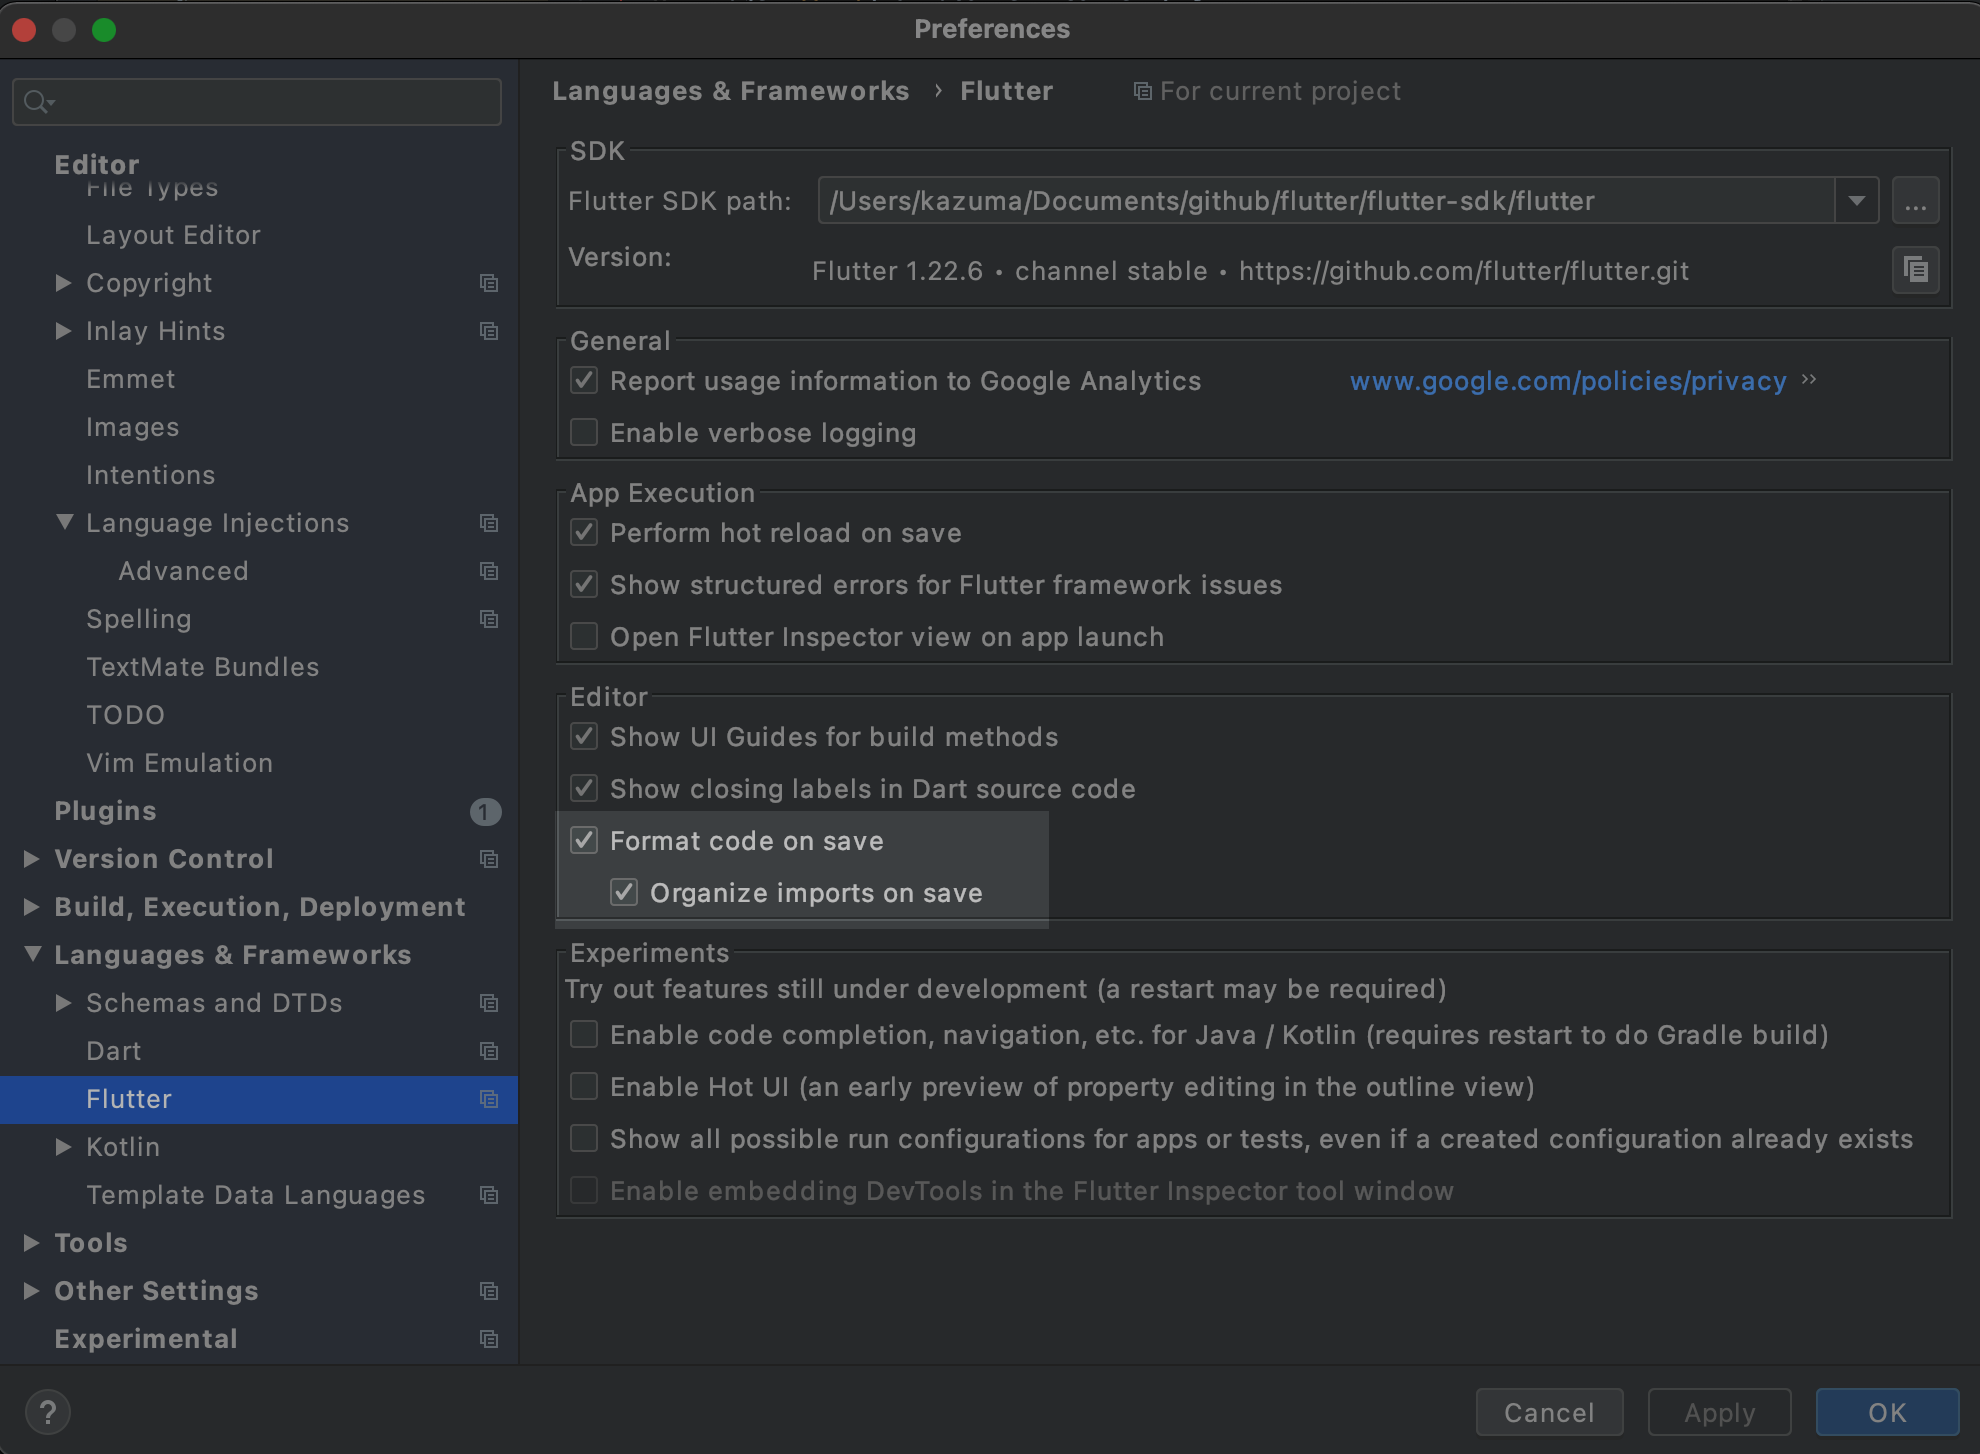 Preferences
Editor
File Types
Layout Editor
Copyright
Inlay Hints
Emmet
Images
Intentions
Language Injections
Advanced
Spelling
TextMate Bundles
TODO
Vim Emulation
Plugins 1
Version Control
Build, Execution, Deployment
Languages & Frameworks
Schemas and DTDs
Dart
Flutter
Kotlin
Template Data Languages
Tools
Other Settings
Experimental
Languages & Frameworks › Flutter For current project
SDK
Flutter SDK path: /Users/kazuma/Documents/github/flutter/flutter-sdk/flutter ...
Version: Flutter 1.22.6 • channel stable • https://github.com/flutter/flutter.git
General
Report usage information to Google Analytics www.google.com/policies/privacy »
Enable verbose logging
App Execution
Perform hot reload on save
Show structured errors for Flutter framework issues
Open Flutter Inspector view on app launch
Editor
Show UI Guides for build methods
Show closing labels in Dart source code
Format code on save
Organize imports on save
Experiments
Try out features still under development (a restart may be required)
Enable code completion, navigation, etc. for Java / Kotlin (requires restart to do Gradle build)
Enable Hot UI (an early preview of property editing in the outline view)
Show all possible run configurations for apps or tests, even if a created configuration already exists
Enable embedding DevTools in the Flutter Inspector tool window
? Cancel Apply OK